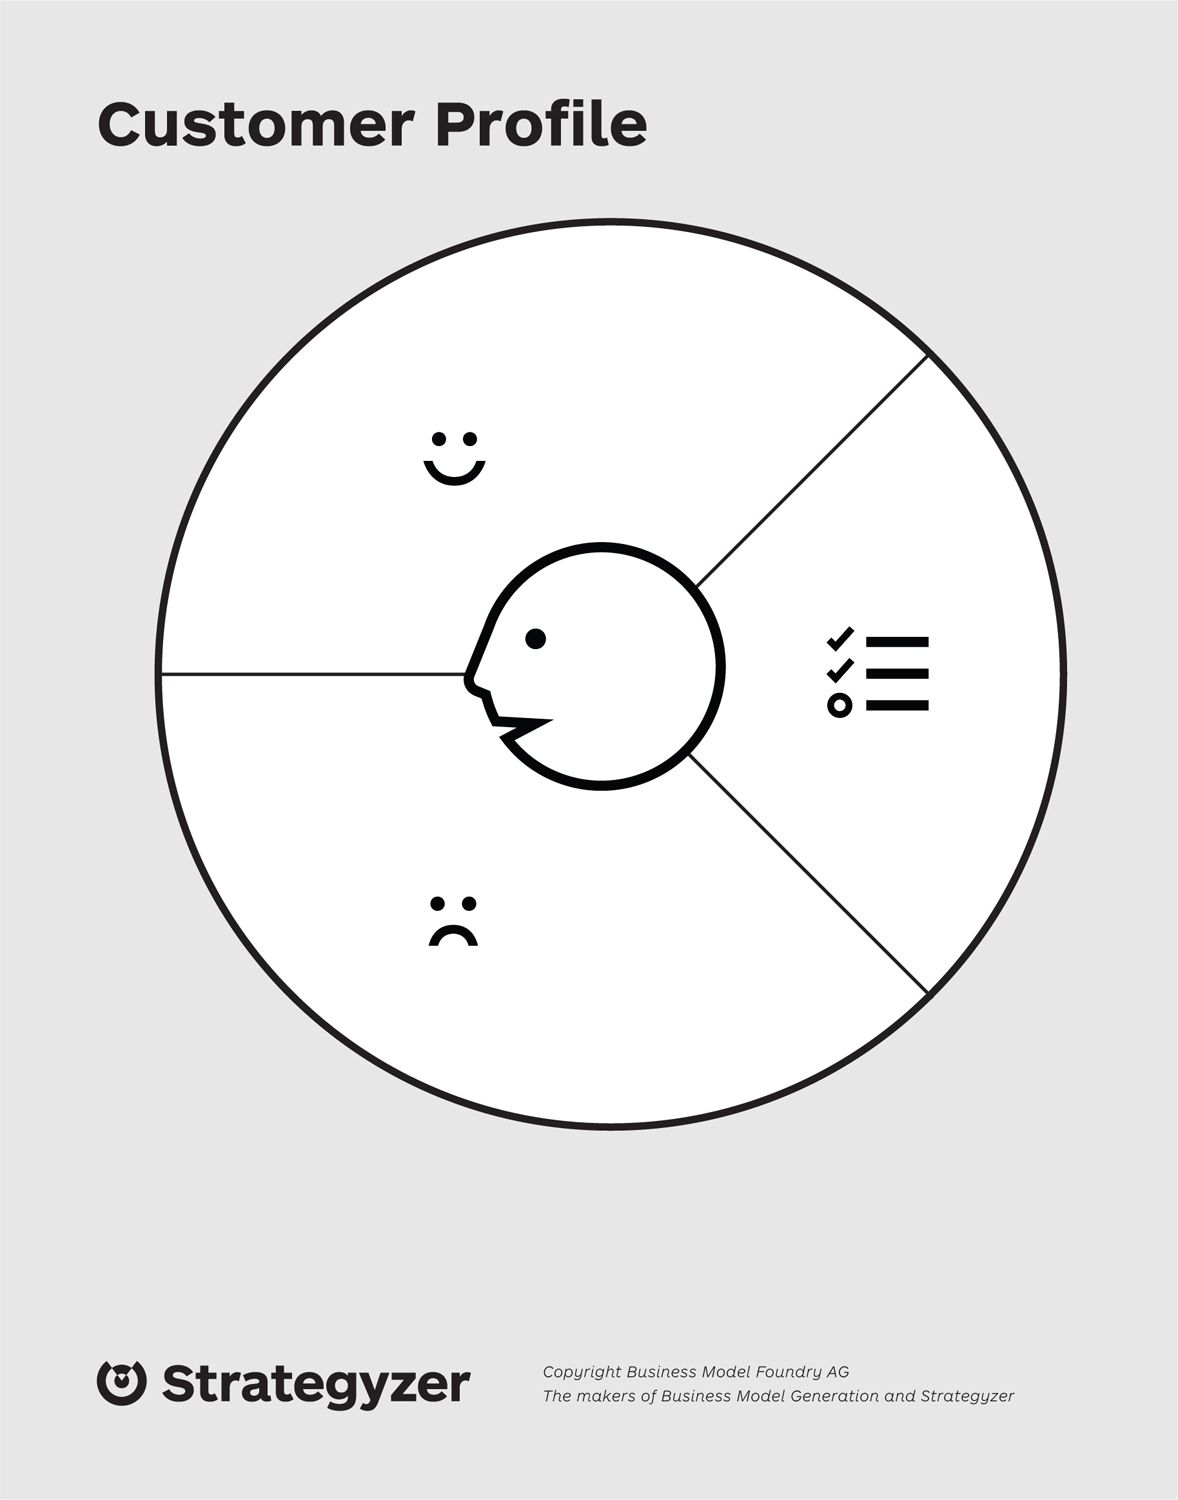 Customer Profile
Strategyzer
Copyright Business Model Foundry AG
The makers of Business Model Generation and Strategyzer